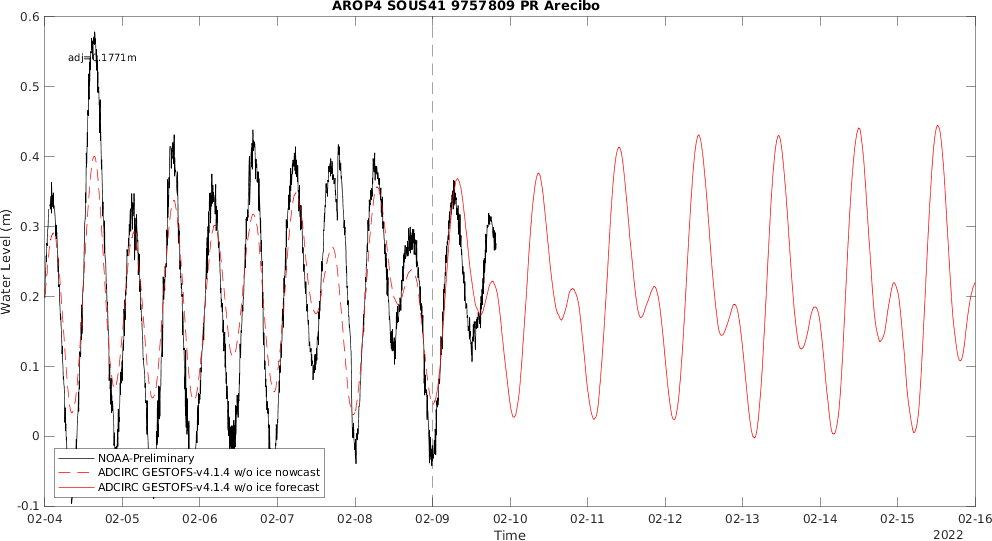 AROP4 SOUS41 9757809 PR Arecibo
adj=0.1771m
0.6
0.5
0.4
0.3
0.2
0.1
0
-0.1
Water Level (m)
NOAA-Preliminary
ADCIRC GESTOFS-v4.1.4 w/o ice nowcast
ADCIRC GESTOFS-v4.1.4 w/o ice forecast
02-04 02-05 02-06 02-07 02-08 02-09 02-10 02-11 02-12 02-13 02-14 02-15 02-16
Time
2022